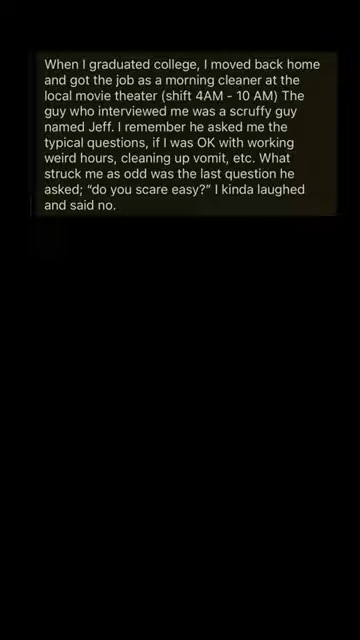 When I graduated college, I moved back home
and got the job as a morning cleaner at the
local movie theater (shift 4AM - 10 AM) The
guy who interviewed me was a scruffy guy
named Jeff. I remember he asked me the
typical questions, if I was OK with working
weird hours, cleaning up vomit, etc. What
struck me as odd was the last question he
asked; “do you scare easy?” I kinda laughed
and said no.